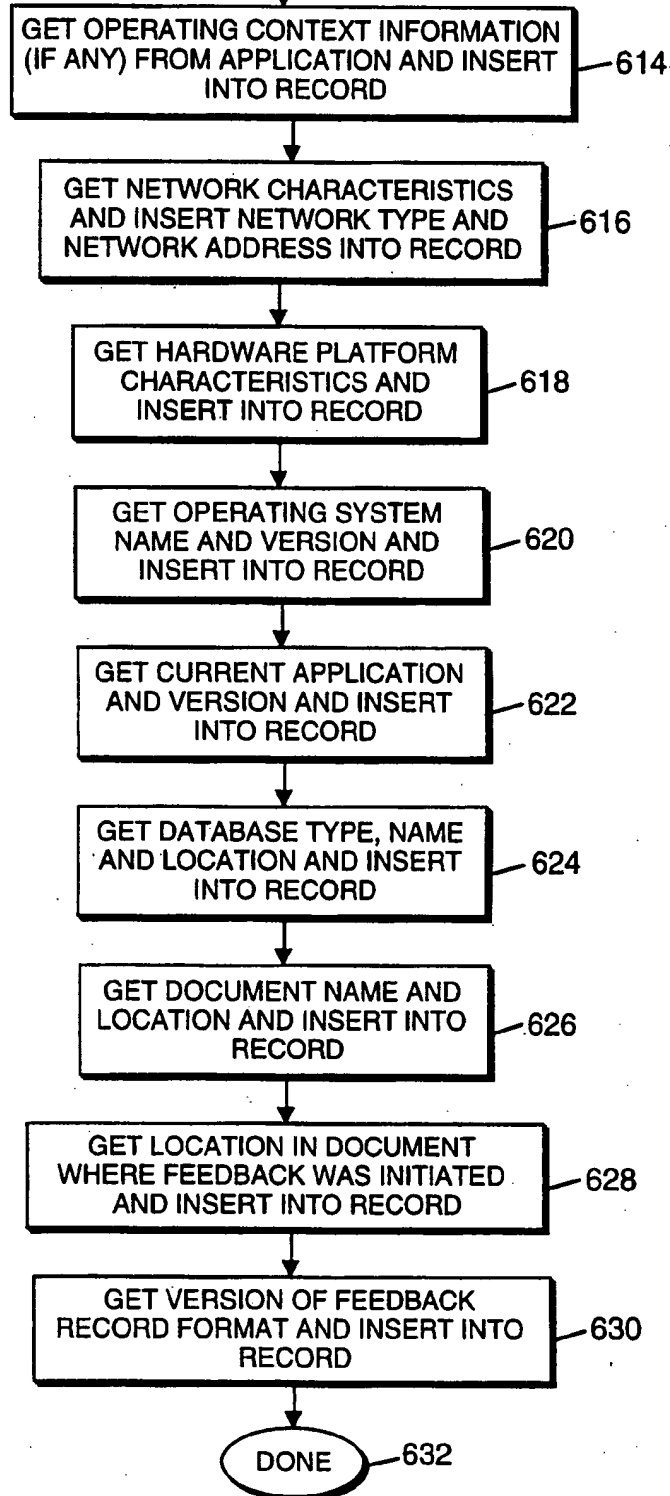 GET OPERATING CONTEXT INFORMATION
(IF ANY) FROM APPLICATION AND INSERT
INTO RECORD
614
GET NETWORK CHARACTERISTICS
AND INSERT NETWORK TYPE AND
NETWORK ADDRESS INTO RECORD
616
GET HARDWARE PLATFORM
CHARACTERISTICS AND
INSERT INTO RECORD
618
GET OPERATING SYSTEM
NAME AND VERSION AND
INSERT INTO RECORD
620
GET CURRENT APPLICATION
AND VERSION AND INSERT
INTO RECORD
622
GET DATABASE TYPE, NAME
AND LOCATION AND INSERT
INTO RECORD
624
GET DOCUMENT NAME AND
LOCATION AND INSERT INTO
RECORD
626
GET LOCATION IN DOCUMENT
WHERE FEEDBACK WAS INITIATED
AND INSERT INTO RECORD
628
GET VERSION OF FEEDBACK
RECORD FORMAT AND INSERT INTO
RECORD
630
DONE
632